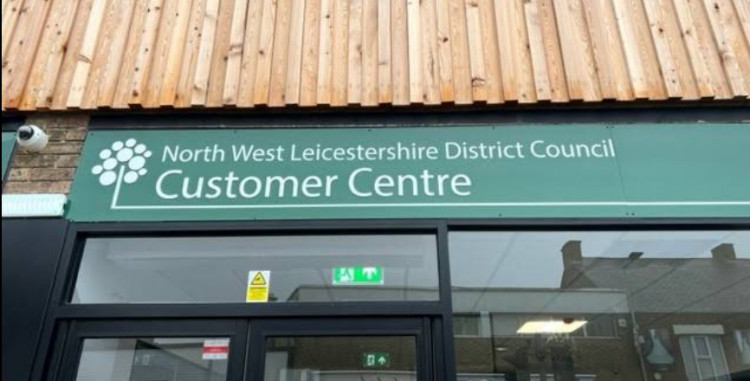 North West Leicestershire District Council
Customer Centre